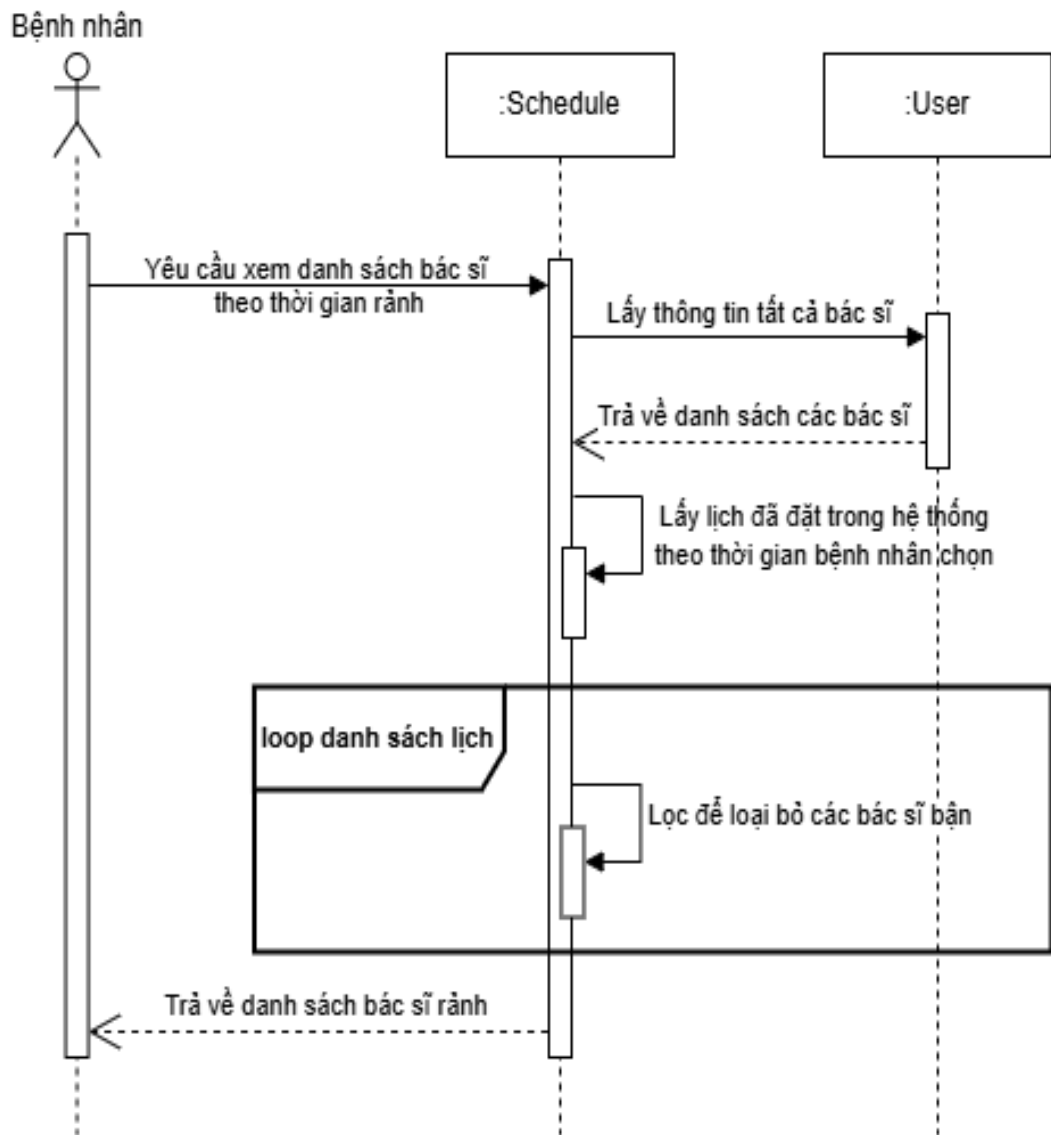 Bệnh nhân
:Schedule
:User
Yêu cầu xem danh sách bác sĩ
theo thời gian rảnh
Lấy thông tin tất cả bác sĩ
Trả về danh sách các bác sĩ
Lấy lịch đã đặt trong hệ thống
theo thời gian bệnh nhân chọn
loop danh sách lịch
Lọc để loại bỏ các bác sĩ bận
Trả về danh sách bác sĩ rảnh